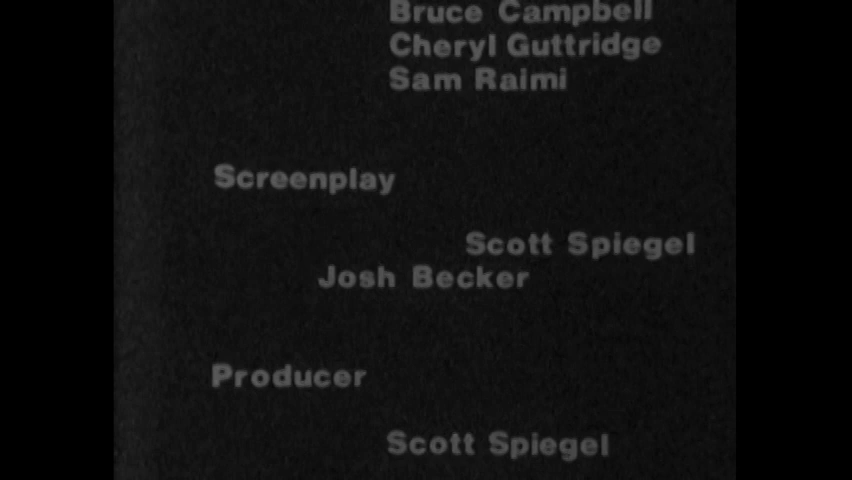 Bruce Campbell
Cheryl Guttridge
Sam Raimi
Screenplay
Scott Spiegel
Josh Becker
Producer
Scott Spiegel